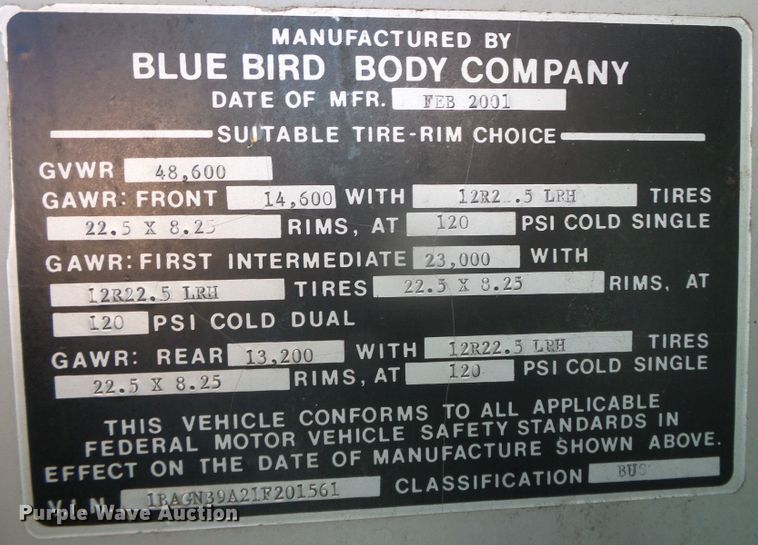 MANUFACTURED BY
BLUE BIRD BODY COMPANY
DATE OF MFR. FEB 2001
SUITABLE TIRE-RIM CHOICE
GVWR 48,600
GAWR: FRONT 14,600 WITH 12R2 .5 LRH TIRES
22.5 X 8.25 RIMS, AT 120 PSI COLD SINGLE
GAWR: FIRST INTERMEDIATE 23,000 WITH
12R22.5 LRH TIRES 22.5 X 8.25 RIMS, AT
120 PSI COLD DUAL
GAWR: REAR 13,200 WITH 12R22.5 LRH TIRES
22.5 X 8.25 RIMS, AT 120 PSI COLD SINGLE
THIS VEHICLE CONFORMS TO ALL APPLICABLE
FEDERAL MOTOR VEHICLE SAFETY STANDARDS IN
EFFECT ON THE DATE OF MANUFACTURE SHOWN ABOVE.
V.I.N. 1BAGN39A21F201561 CLASSIFICATION BUS
Purple Wave Auction